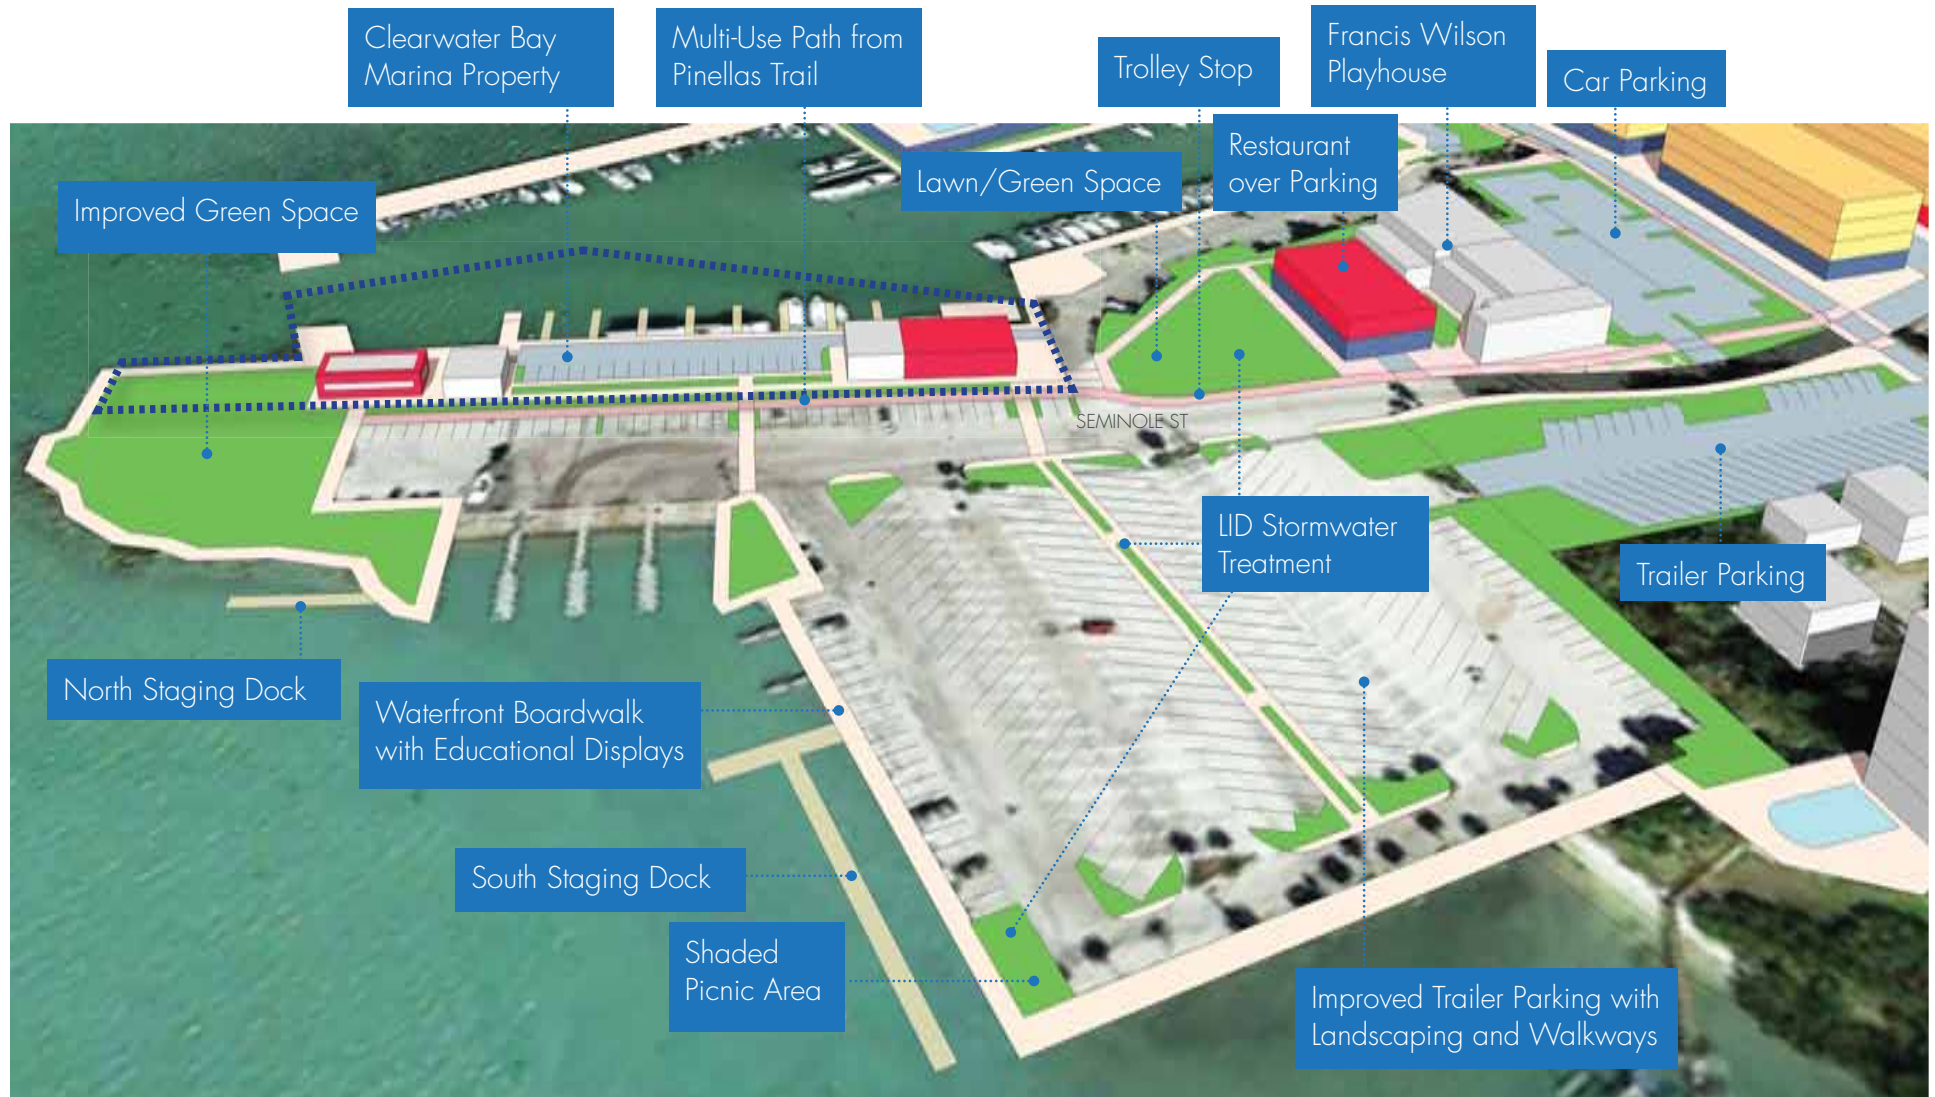 Clearwater Bay
Marina Property
Multi-Use Path from
Pinellas Trail
Trolley Stop
Francis Wilson
Playhouse
Car Parking
Restaurant
over Parking
Lawn/Green Space
Improved Green Space
SEMINOLE ST
LID Stormwater
Treatment
Trailer Parking
North Staging Dock
Waterfront Boardwalk
with Educational Displays
South Staging Dock
Shaded
Picnic Area
Improved Trailer Parking with
Landscaping and Walkways